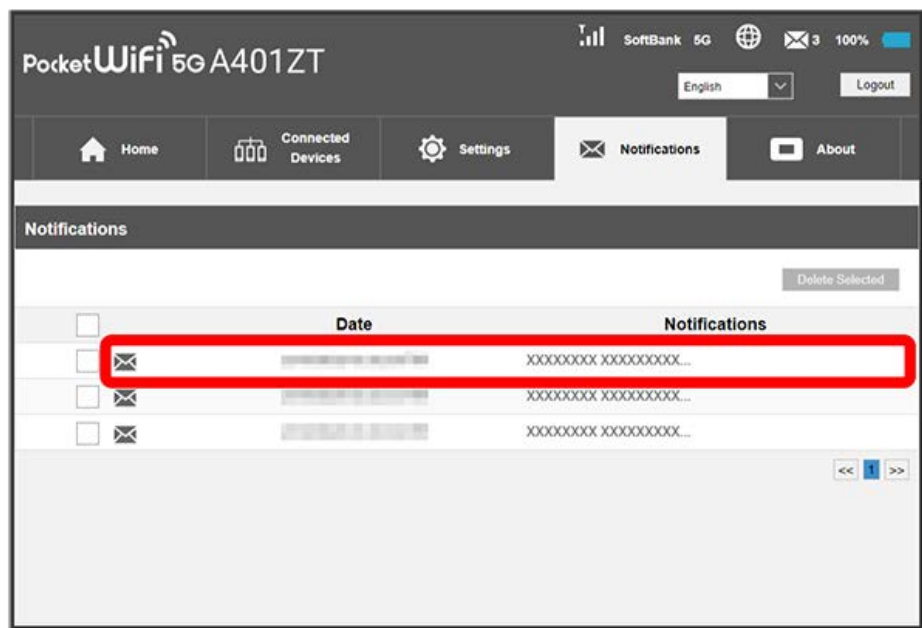 Pocket WiFi 5G A401ZT
SoftBank 5G 3 100%
English Logout
Home Connected Devices Settings Notifications About
Notifications
Delete Selected
Date Notifications
XXXXXXXX XXXXXXXXX...
XXXXXXXX XXXXXXXXX...
XXXXXXXX XXXXXXXXX...
<< 1 >>